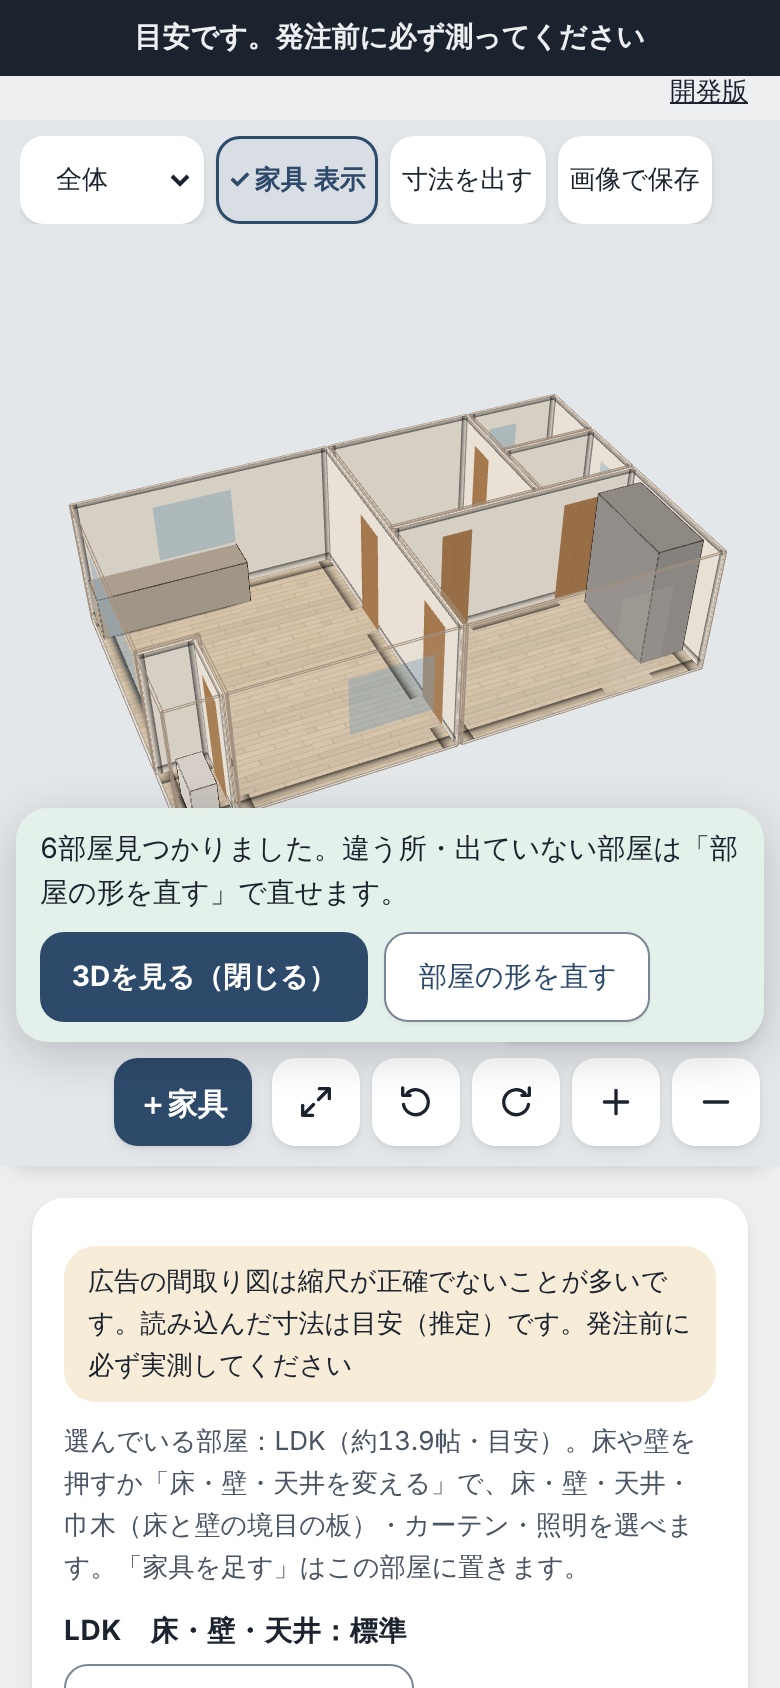 目安です。発注前に必ず測ってください
開発版
全体
家具 表示
寸法を出す
画像で保存
6部屋見つかりました。違う所・出ていない部屋は「部
屋の形を直す」で直せます。
3Dを見る（閉じる）
部屋の形を直す
＋家具
広告の間取り図は縮尺が正確でないことが多いで
す。読み込んだ寸法は目安（推定）です。発注前に
必ず実測してください
選んでいる部屋：LDK（約13.9帖・目安）。床や壁を
押すか「床・壁・天井を変える」で、床・壁・天井・
巾木（床と壁の境目の板）・カーテン・照明を選べま
す。「家具を足す」はこの部屋に置きます。
LDK　床・壁・天井：標準